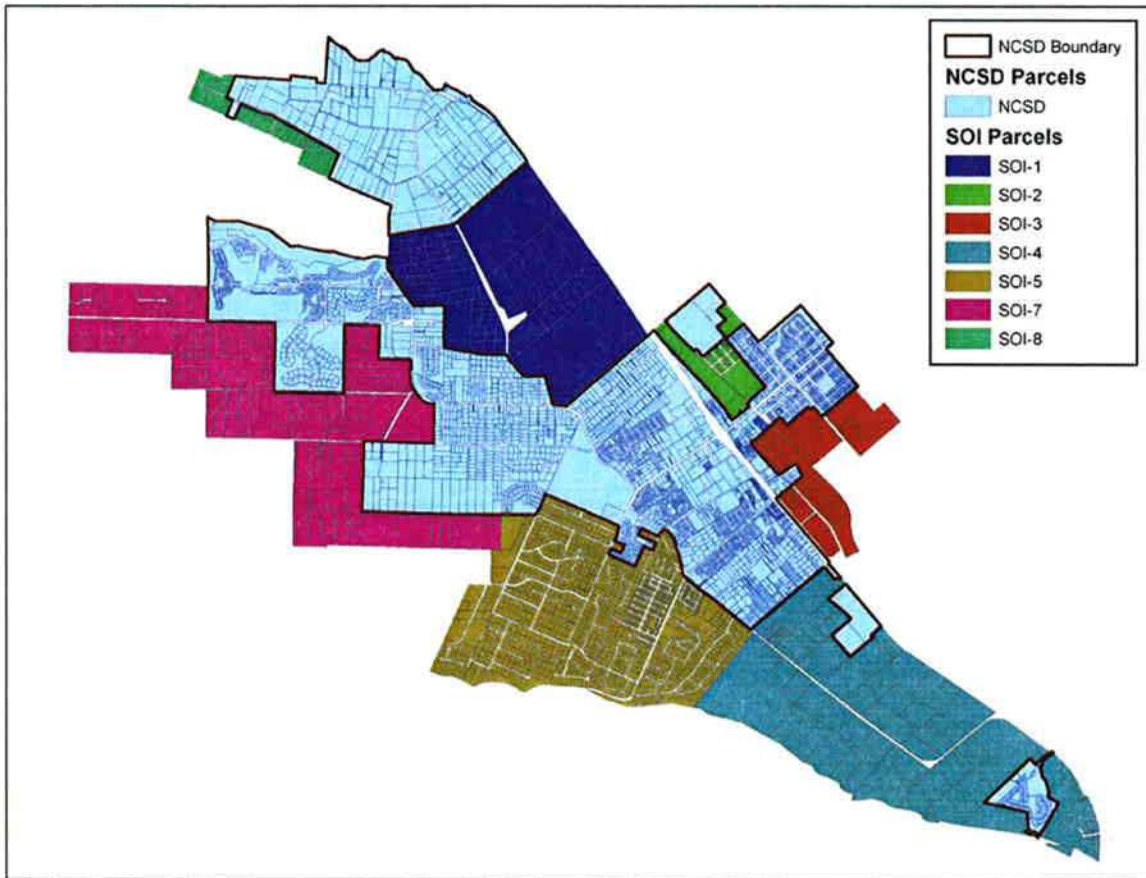 NCSD Boundary
NCSD Parcels
NCSD
SOI Parcels
SOI-1
SOI-2
SOI-3
SOI-4
SOI-5
SOI-7
SOI-8